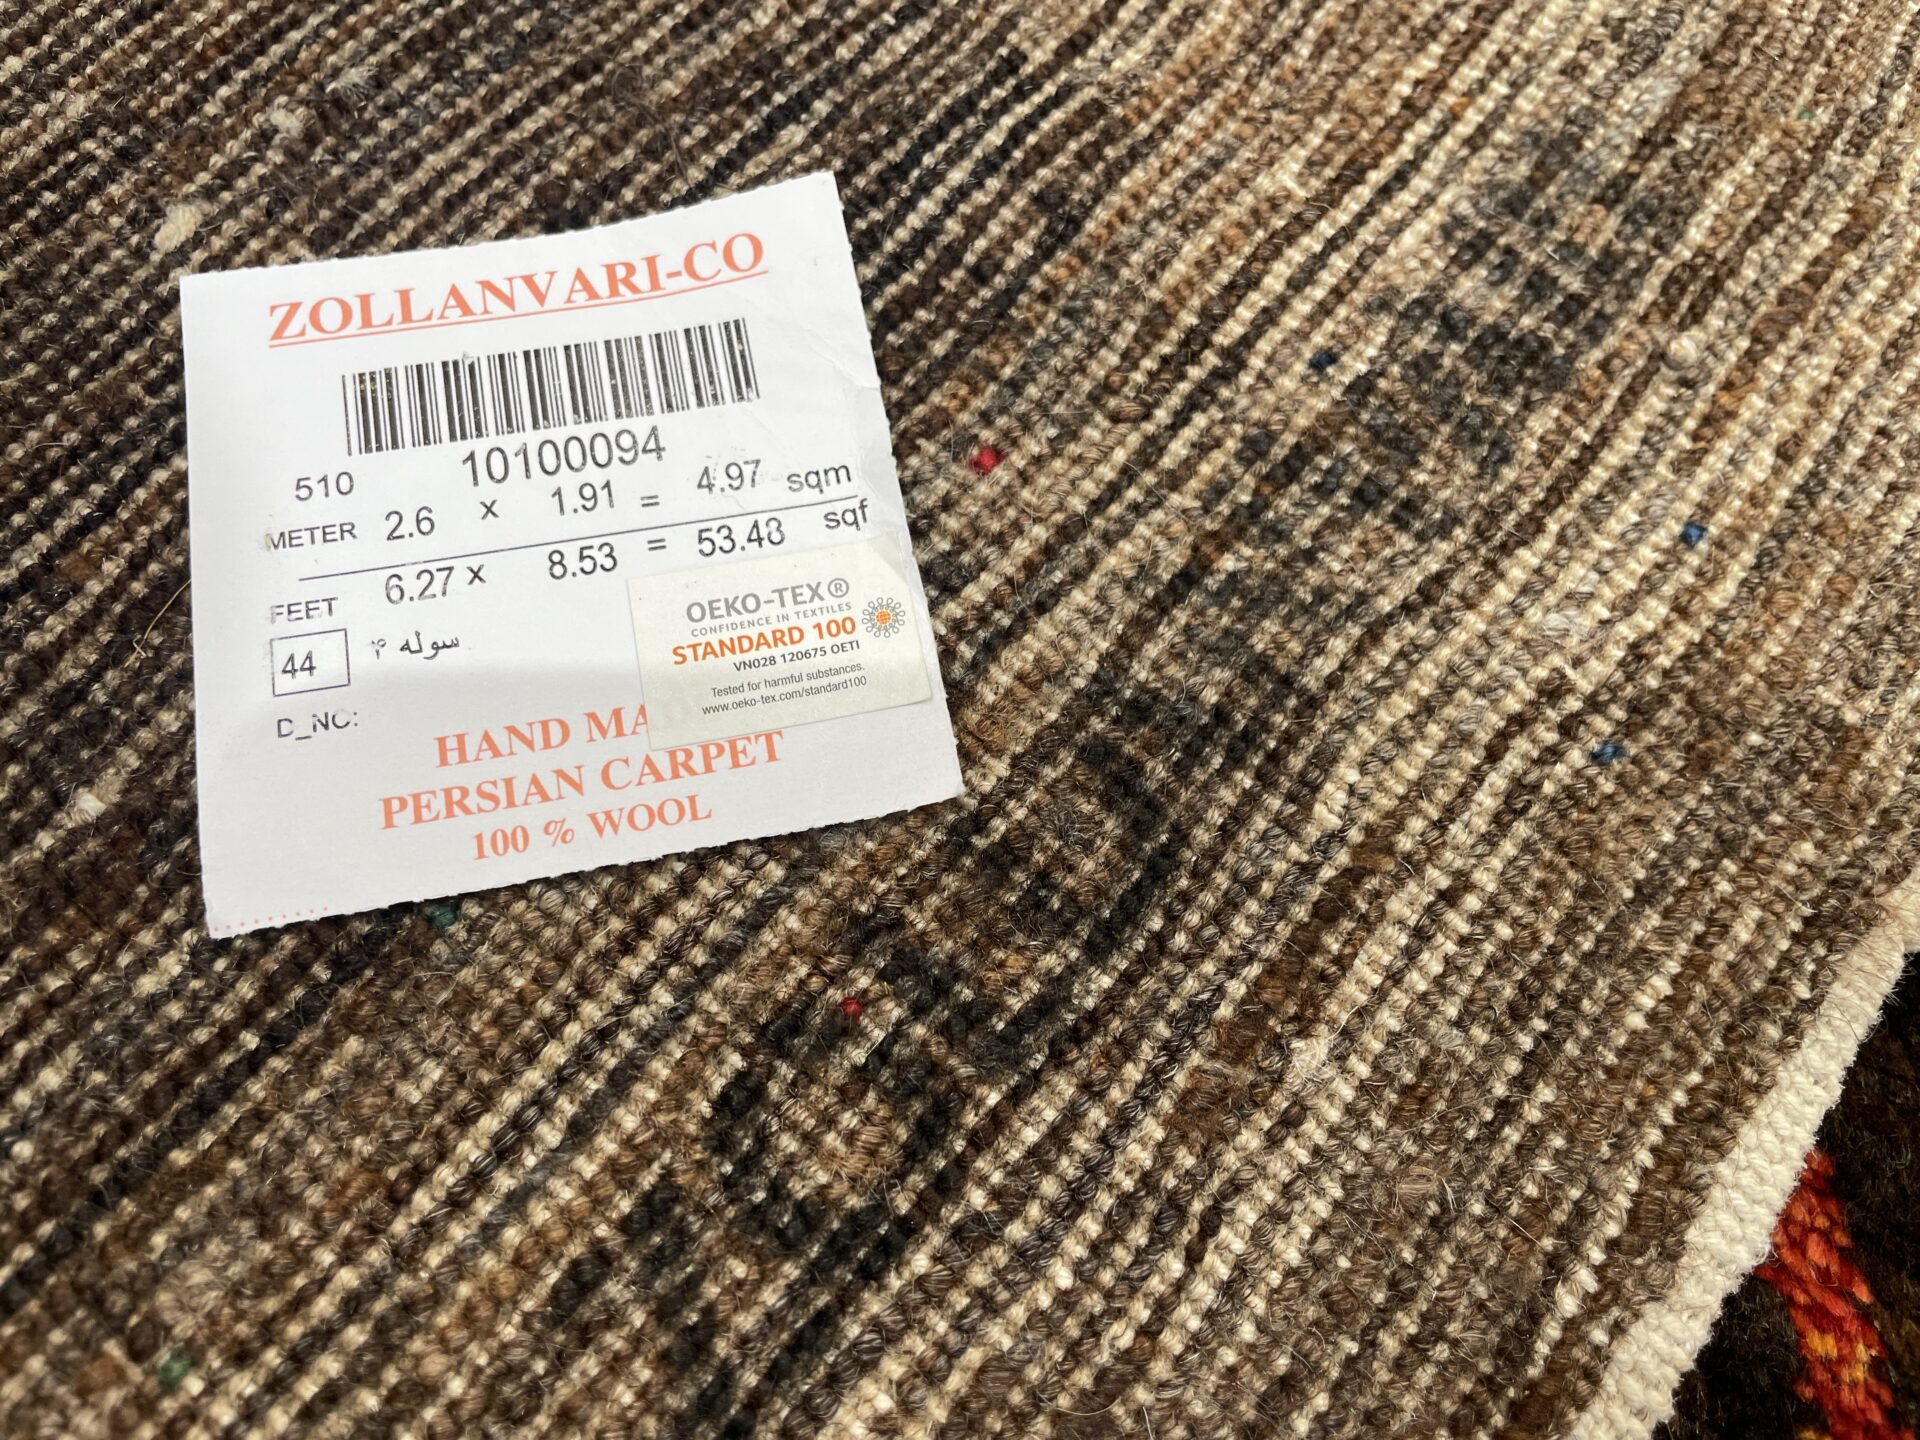 ZOLLANVARI-CO
510 10100094
METER 2.6 x 1.91 = 4.97 sqm
FEET 6.27 x 8.53 = 53.48 sqf
44 سوله ۴
D_NO:
OEKO-TEX®
CONFIDENCE IN TEXTILES
STANDARD 100
VN028 120675 OETI
Tested for harmful substances.
www.oeko-tex.com/standard100
HAND MA
PERSIAN CARPET
100 % WOOL